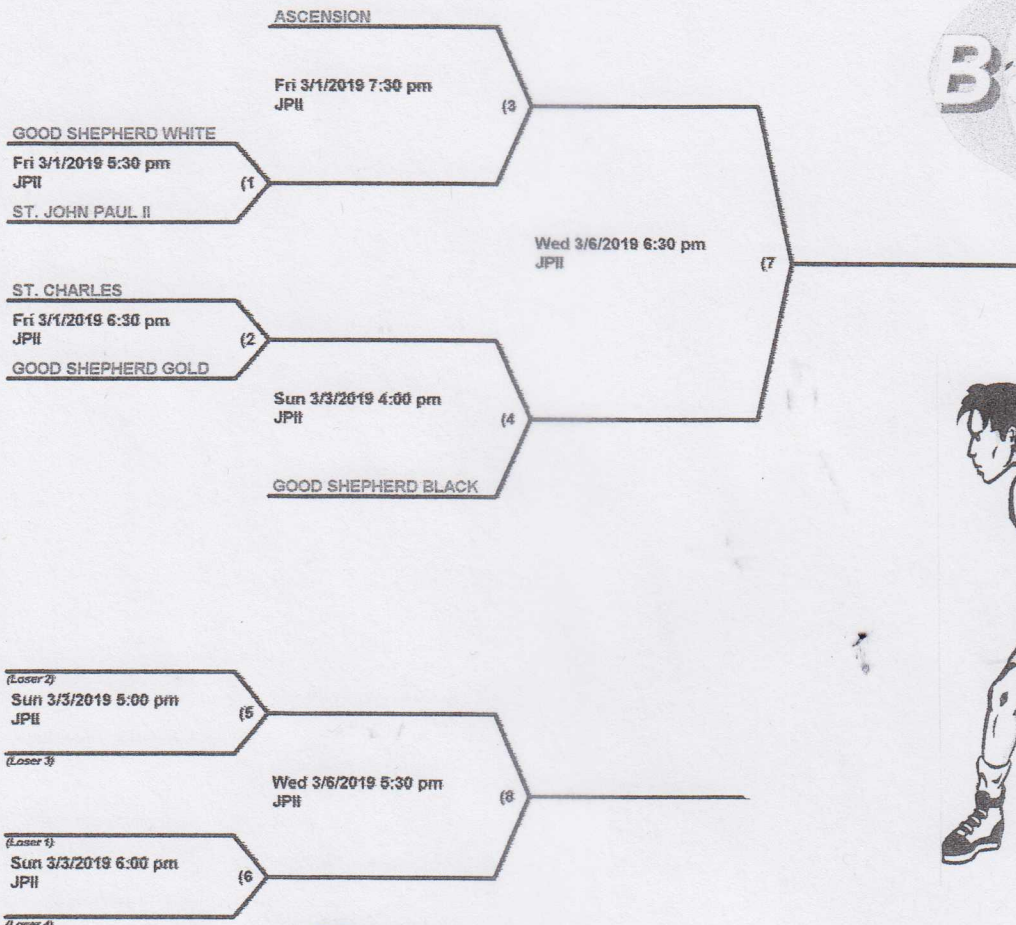 ASCENSION
Fri 3/1/2019 7:30 pm
JPII
(3
GOOD SHEPHERD WHITE
Fri 3/1/2019 5:30 pm
JPII
(1
ST. JOHN PAUL II
Wed 3/6/2019 6:30 pm
JPII
(7
ST. CHARLES
Fri 3/1/2019 6:30 pm
JPII
(2
GOOD SHEPHERD GOLD
Sun 3/3/2019 4:00 pm
JPII
(4
GOOD SHEPHERD BLACK
(Loser 2)
Sun 3/3/2019 5:00 pm
JPII
(5
(Loser 3)
Wed 3/6/2019 5:30 pm
JPII
(8
(Loser 1)
Sun 3/3/2019 6:00 pm
JPII
(6
(Loser 4)
B